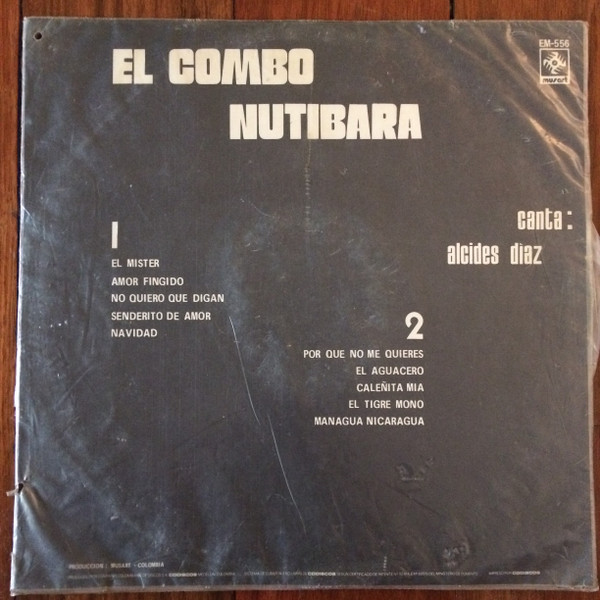 EM-556
musart
EL COMBO
NUTIBARA
canta:
alcides dìaz
1
EL MISTER
AMOR FINGIDO
NO QUIERO QUE DIGAN
SENDERITO DE AMOR
NAVIDAD
2
POR QUE NO ME QUIERES
EL AGUACERO
CALEÑITA MIA
EL TIGRE MONO
MANAGUA NICARAGUA
PRODUCCION: MUSART - COLOMBIA